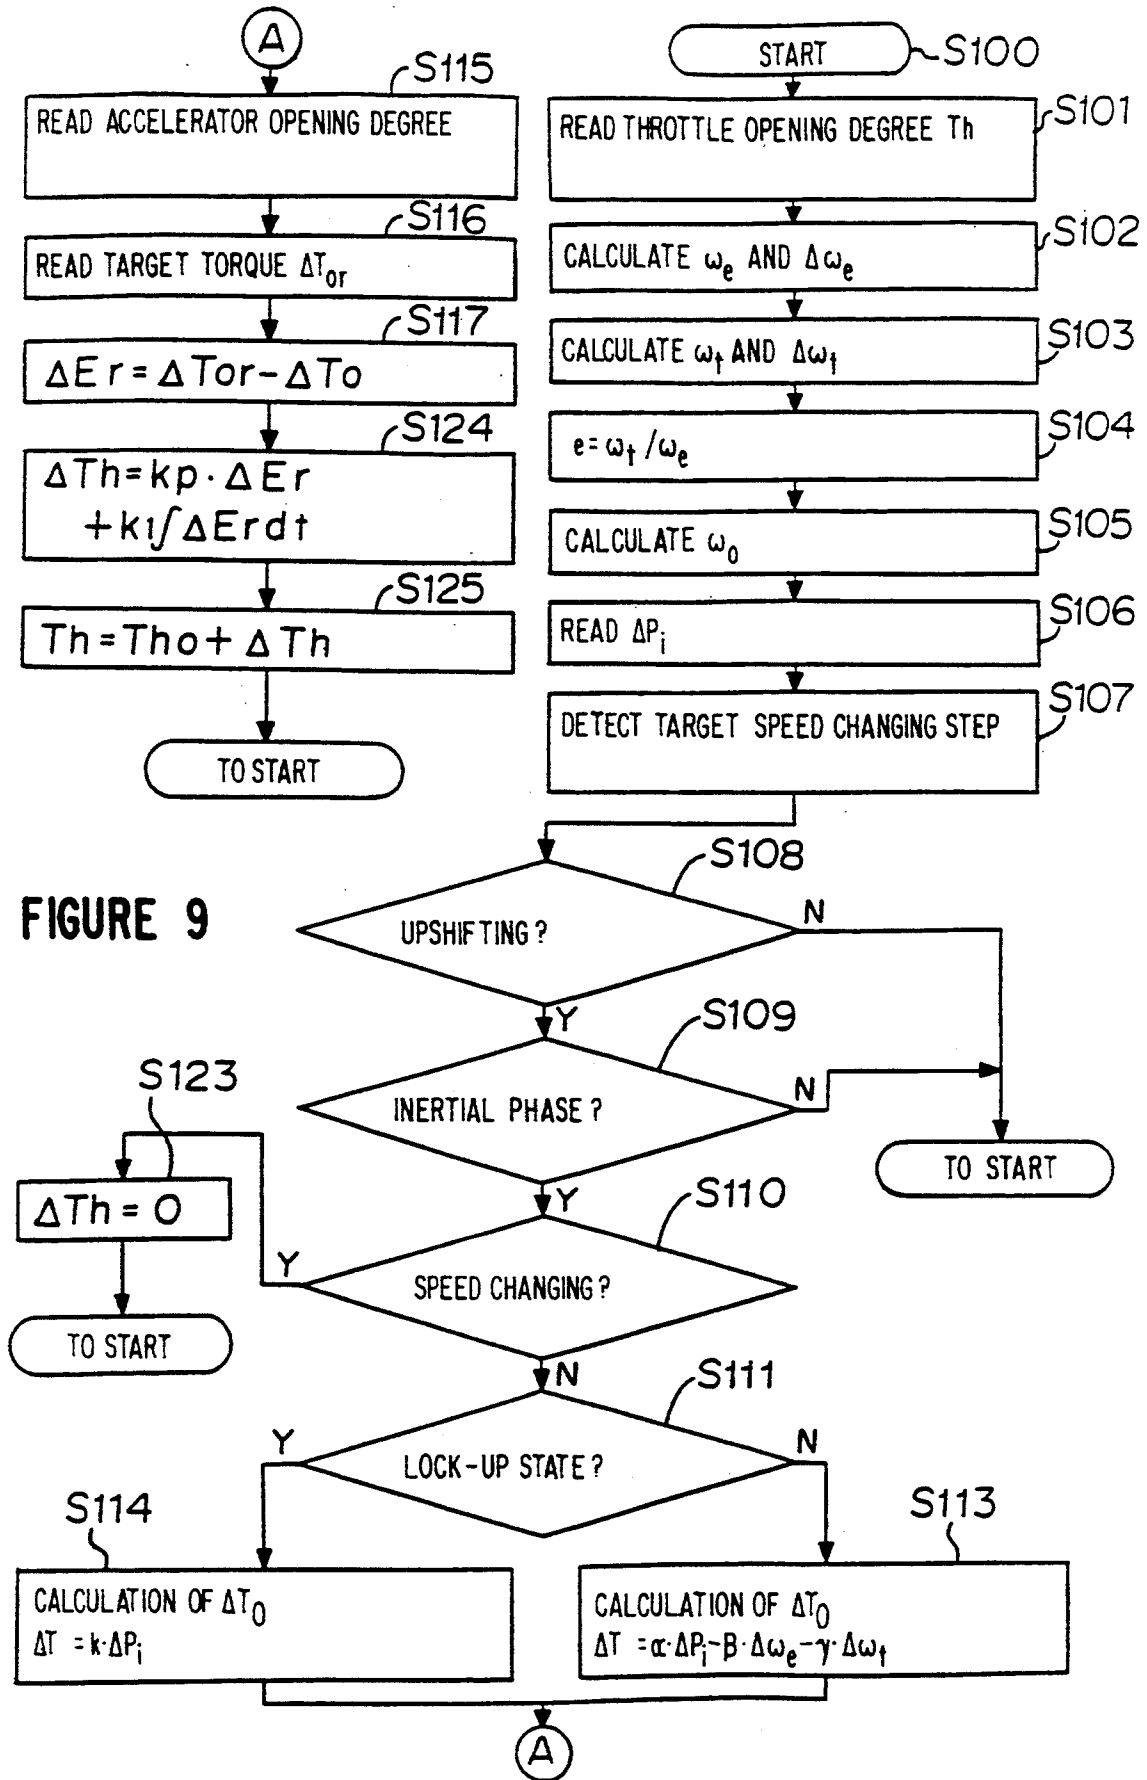 A
S115
READ ACCELERATOR OPENING DEGREE
S116
READ TARGET TORQUE ΔTor
S117
ΔEr = ΔTor − ΔTo
S124
ΔTh = kp · ΔEr
+ kı∫ΔErdt
S125
Th = Tho + ΔTh
TO START
START
S100
S101
READ THROTTLE OPENING DEGREE Th
S102
CALCULATE ωe AND Δωe
S103
CALCULATE ωt AND Δωt
S104
e = ωt / ωe
S105
CALCULATE ω0
S106
READ ΔPi
S107
DETECT TARGET SPEED CHANGING STEP
FIGURE 9
S108
UPSHIFTING ?
N
Y
S109
INERTIAL PHASE ?
N
TO START
Y
S123
ΔTh = 0
TO START
S110
Y
SPEED CHANGING ?
N
S111
Y
LOCK-UP STATE ?
N
S114
CALCULATION OF ΔT0
ΔT = k·ΔPi
S113
CALCULATION OF ΔT0
ΔT = α·ΔPi−β·Δωe−γ·Δωt
A